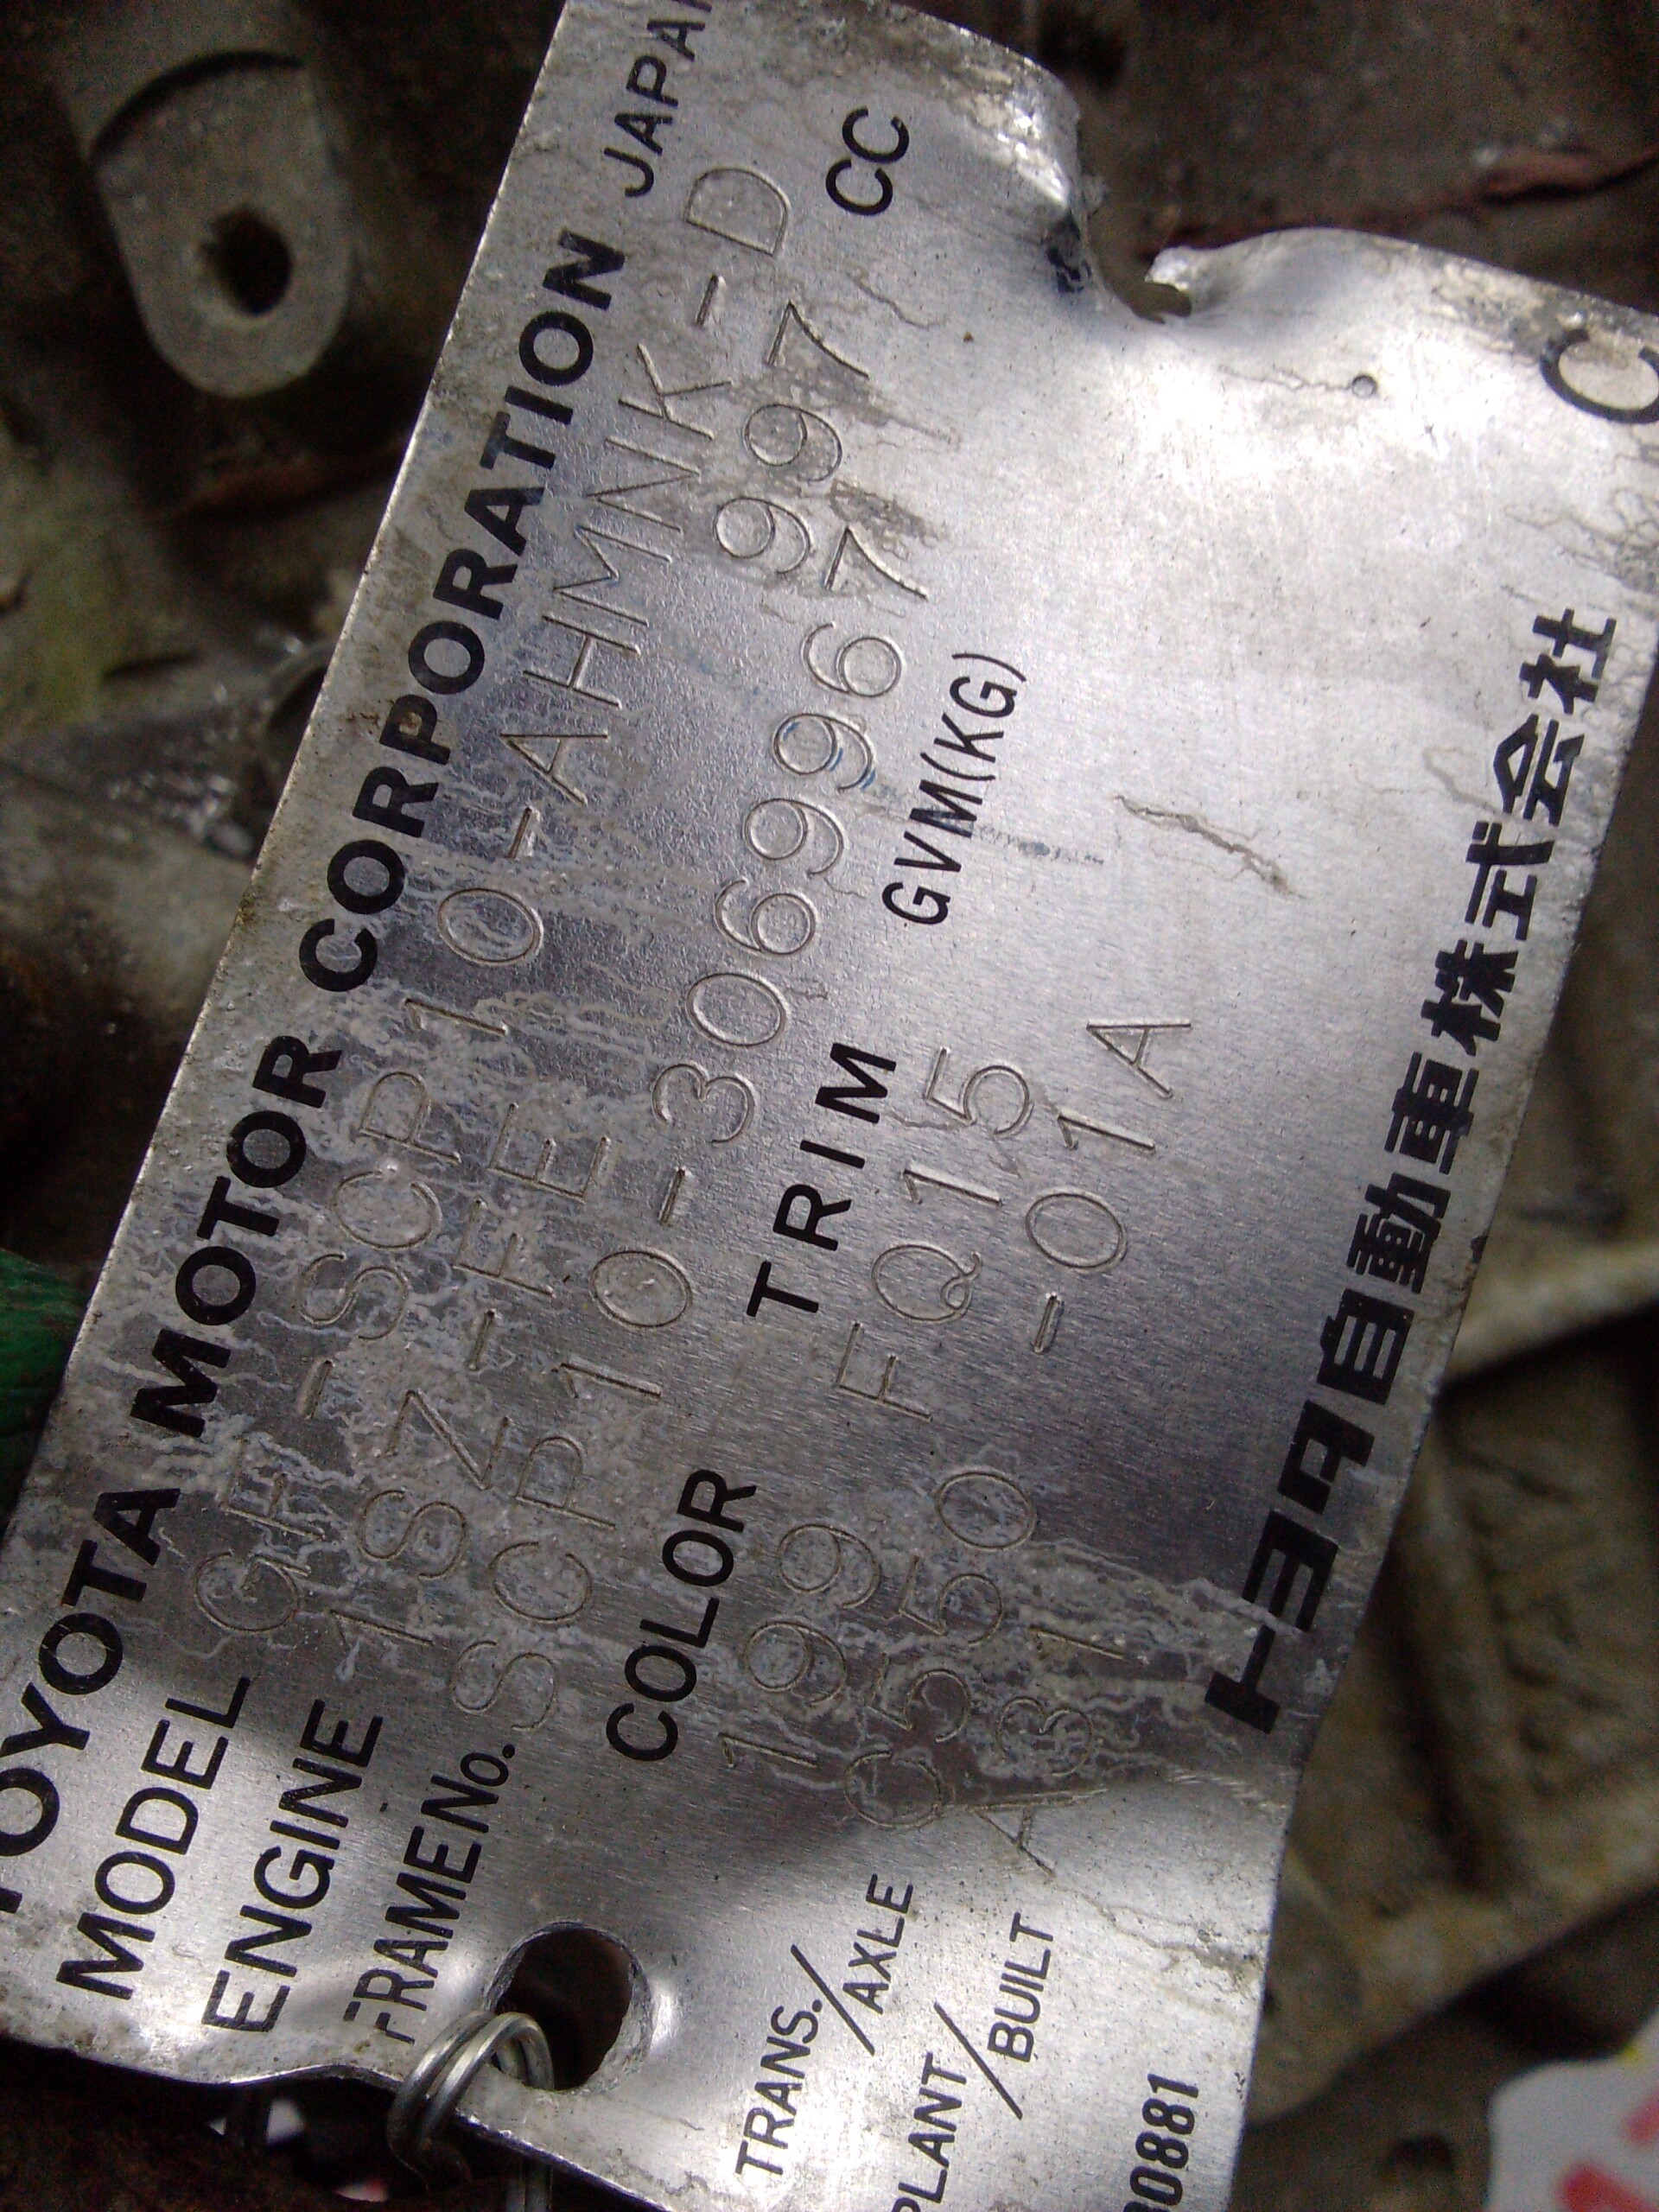 TOYOTA MOTOR CORPORATION JAPAN
MODEL GH-SCP10-AHMNK-D
ENGINE 1SZ-FE 997 CC
FRAME No. SCP10-3069967
COLOR TRIM GVM(KG)
199 FQ15
TRANS./AXLE C550 -01A
PLANT/BUILT A31
トヨタ自動車株式会社 C